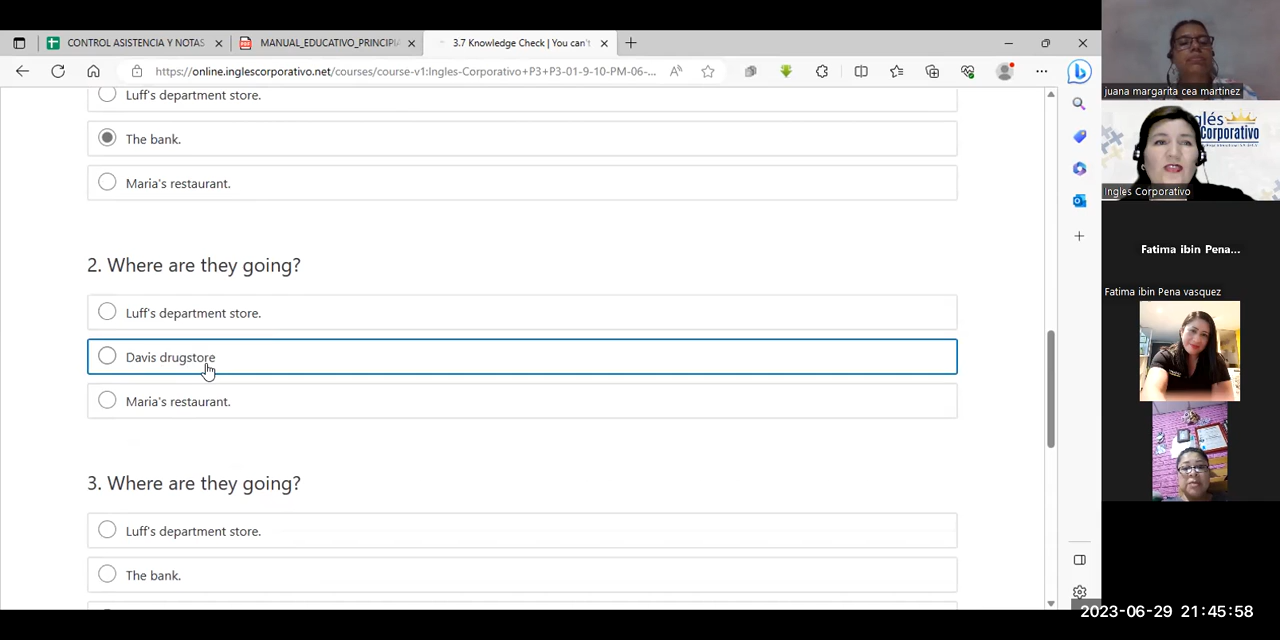 CONTROL ASISTENCIA Y NOTAS
MANUAL_EDUCATIVO_PRINCIPIA
3.7 Knowledge Check | You can't
https://online.inglescorporativo.net/courses/course-v1:Ingles-Corporativo+P3+P3-01-9-10-PM-06-...
Luff's department store.
The bank.
Maria's restaurant.
2. Where are they going?
Luff's department store.
Davis drugstore
Maria's restaurant.
3. Where are they going?
Luff's department store.
The bank.
juana margarita cea martinez
glés
Corporativo
Ingles Corporativo
Fatima ibin Pena...
Fatima ibin Pena vasquez
2023-06-29 21:45:58